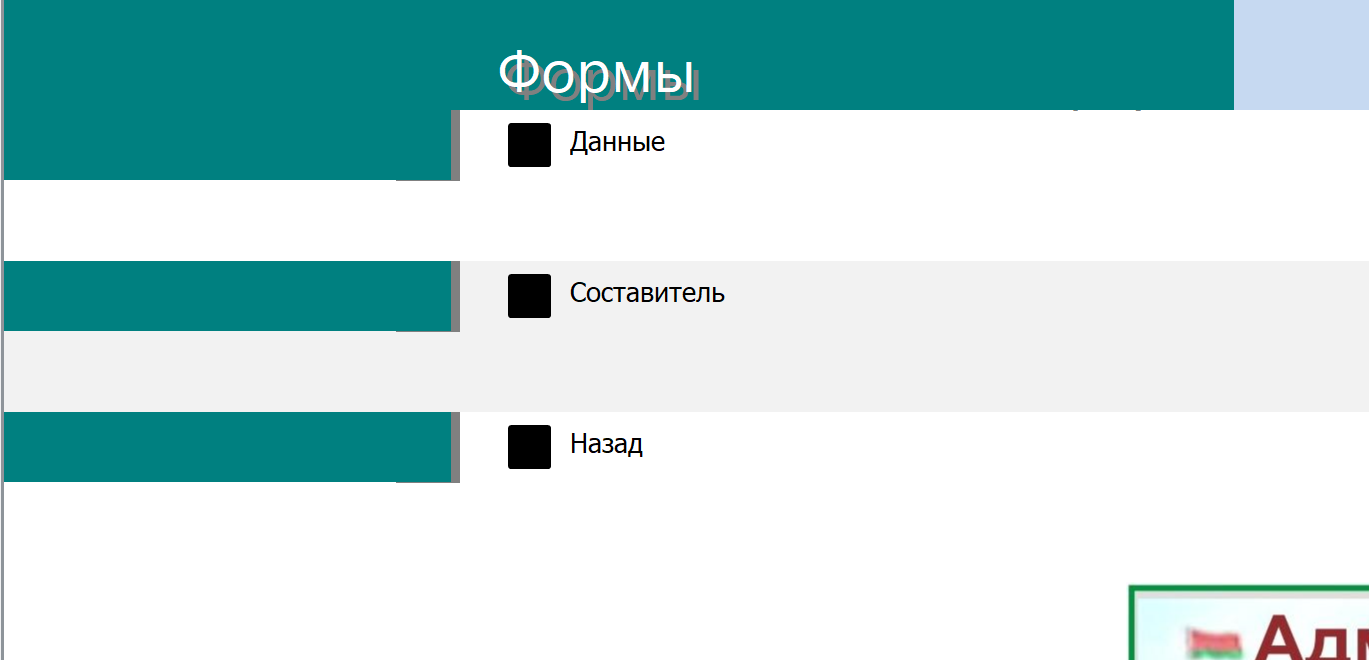 Формы
Данные
Составитель
Назад